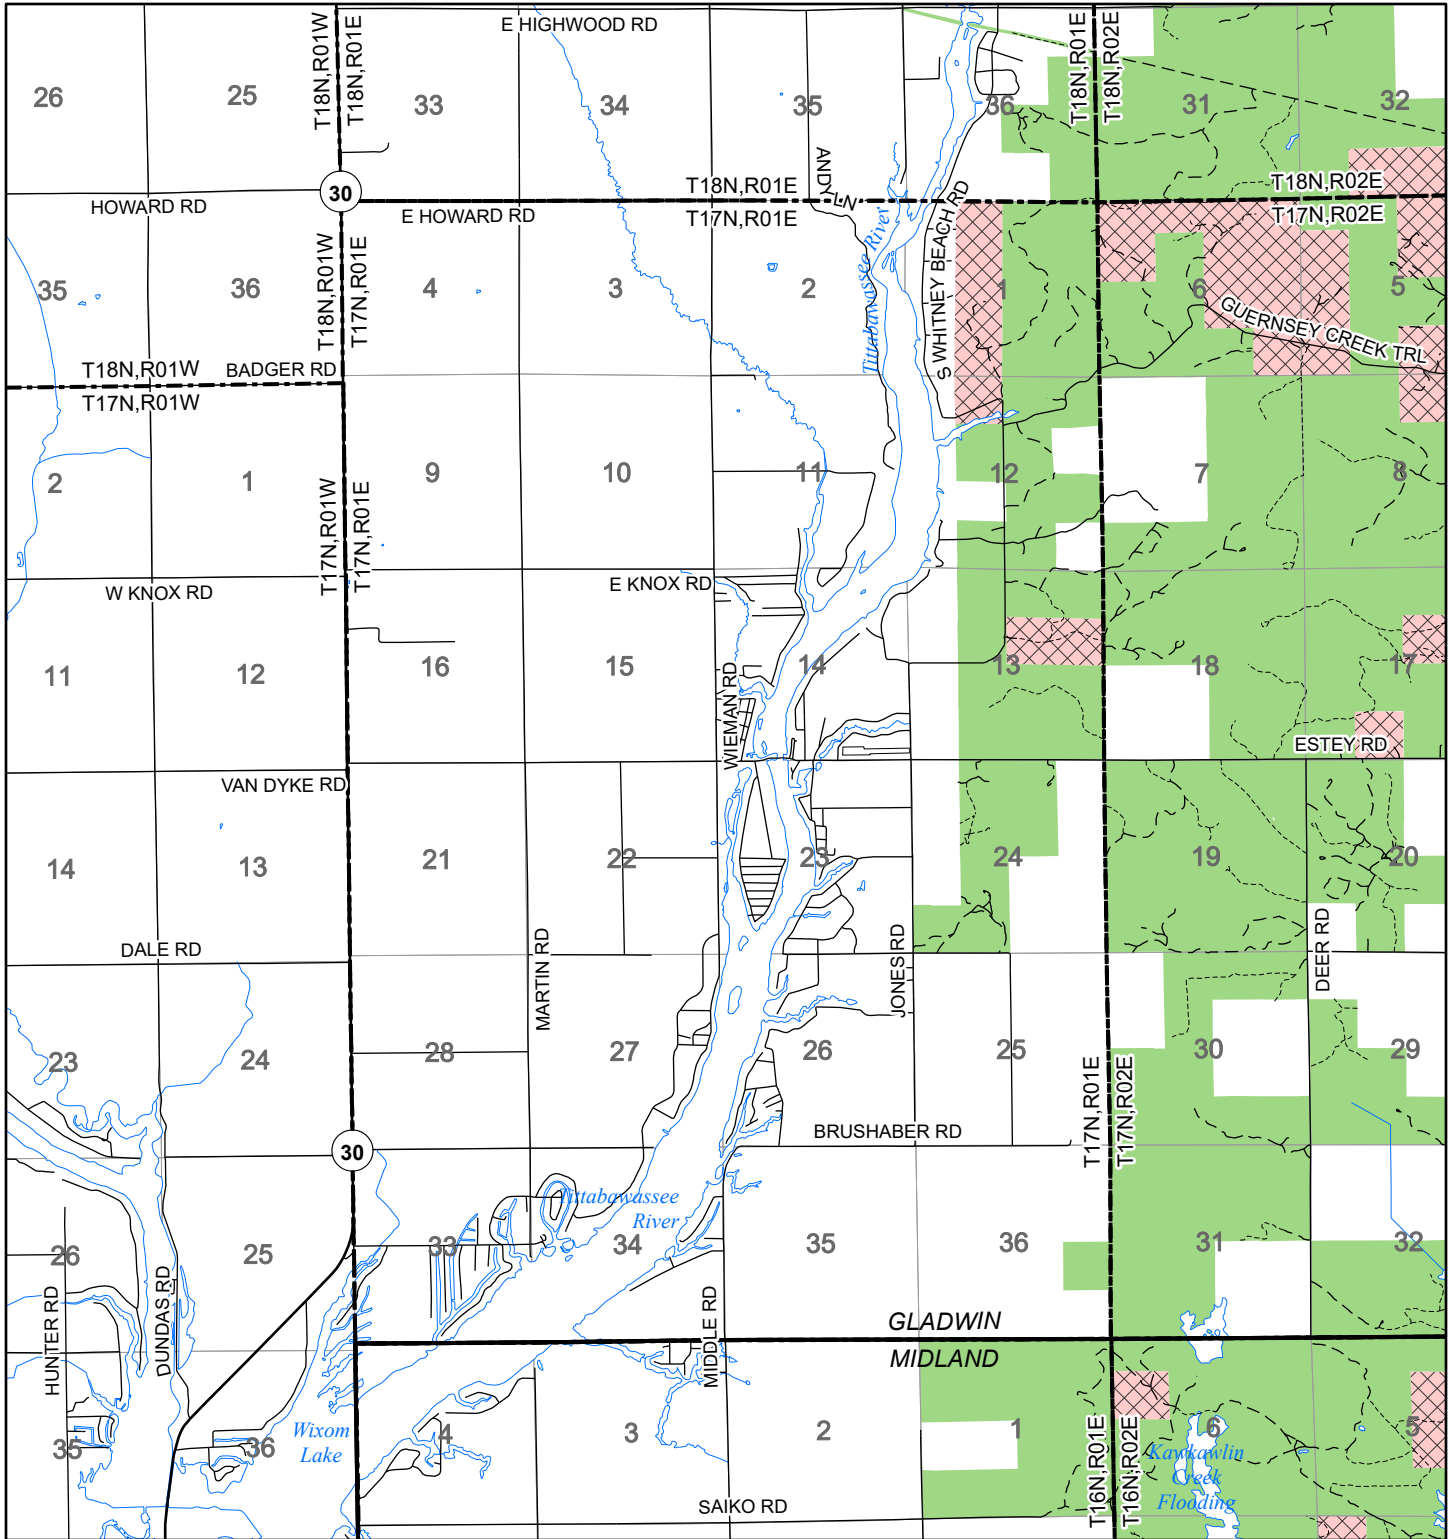 E HIGHWOOD RD
T18N,R01W
T18N,R01E
T18N,R01E
T18N,R02E
26
25
33
34
35
36
31
32
ANDY LN
30
HOWARD RD
E HOWARD RD
T18N,R01E
T17N,R01E
T18N,R02E
T17N,R02E
S WHITNEY BEACH RD
Tittabawassee River
T18N,R01W
T17N,R01E
35
36
4
3
2
1
6
5
GUERNSEY CREEK TRL
T18N,R01W
T17N,R01W
BADGER RD
2
1
9
10
11
12
7
8
T17N,R01W
T17N,R01E
W KNOX RD
E KNOX RD
11
12
16
15
14
13
18
17
WIEMAN RD
ESTEY RD
VAN DYKE RD
14
13
21
22
23
24
19
20
DALE RD
MARTIN RD
JONES RD
DEER RD
23
24
28
27
26
25
30
29
T17N,R01E
T17N,R02E
BRUSHABER RD
30
Tittabawassee
River
26
25
33
34
35
36
31
32
HUNTER RD
DUNDAS RD
MIDDLE RD
GLADWIN
MIDLAND
35
36
4
3
2
1
6
5
Wixom
Lake
T16N,R01E
T16N,R02E
Kawkawlin
Creek
Flooding
SAIKO RD